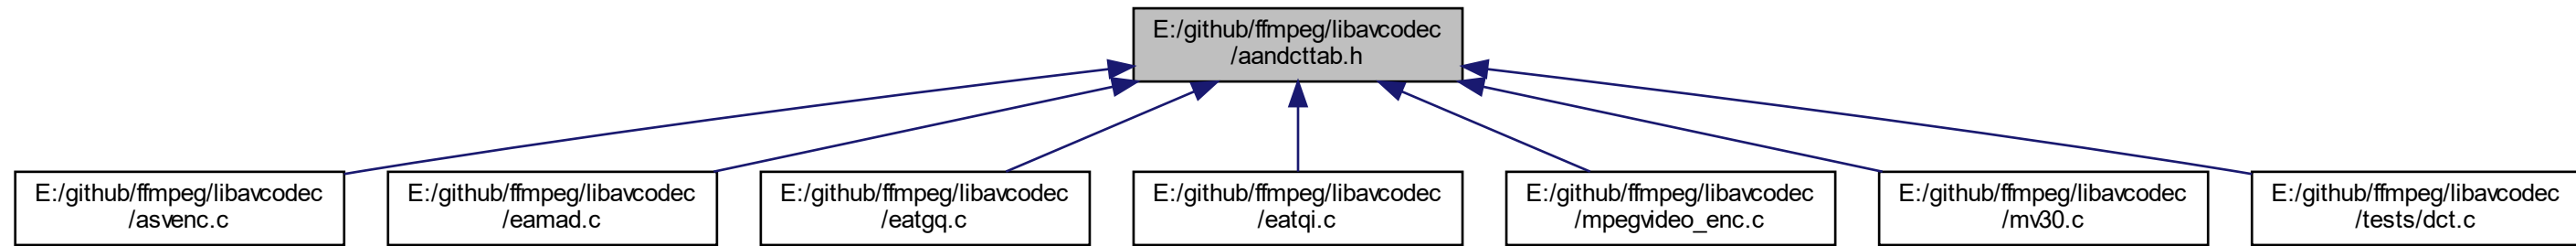 E:/github/ffmpeg/libavcodec
/aandcttab.h
E:/github/ffmpeg/libavcodec
/asvenc.c
E:/github/ffmpeg/libavcodec
/eamad.c
E:/github/ffmpeg/libavcodec
/eatgq.c
E:/github/ffmpeg/libavcodec
/eatqi.c
E:/github/ffmpeg/libavcodec
/mpegvideo_enc.c
E:/github/ffmpeg/libavcodec
/mv30.c
E:/github/ffmpeg/libavcodec
/tests/dct.c